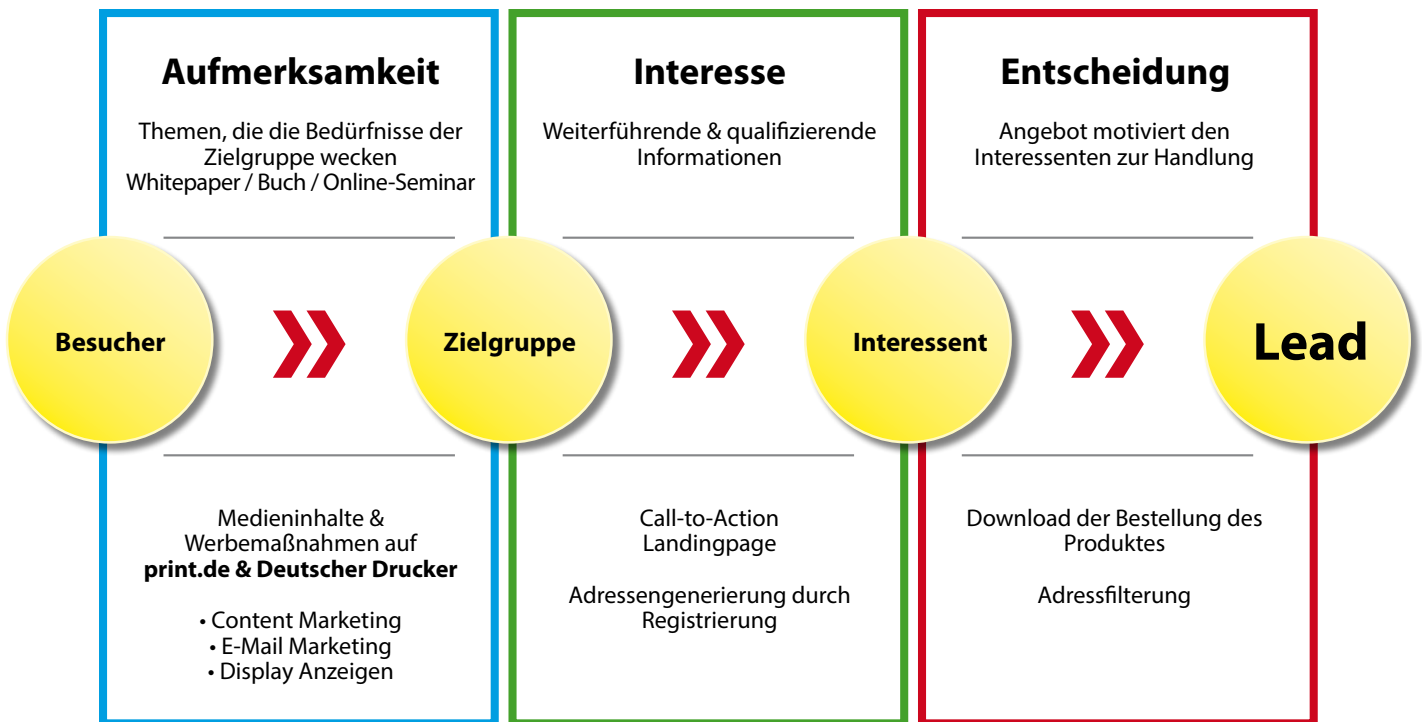 Aufmerksamkeit
Themen, die die Bedürfnisse der
Zielgruppe wecken
Whitepaper / Buch / Online-Seminar
Interesse
Weiterführende & qualifizierende
Informationen
Entscheidung
Angebot motiviert den
Interessenten zur Handlung
Besucher
Zielgruppe
Interessent
Lead
Medieninhalte &
Werbemaßnahmen auf
print.de & Deutscher Drucker
• Content Marketing
• E-Mail Marketing
• Display Anzeigen
Call-to-Action
Landingpage
Adressengenerierung durch
Registrierung
Download der Bestellung des
Produktes
Adressfilterung